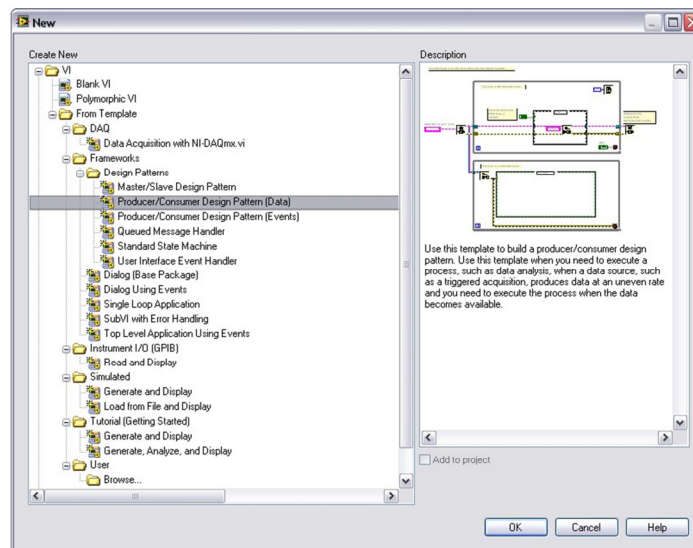 New
Create New
VI
Blank VI
Polymorphic VI
From Template
DAQ
Data Acquisition with NI-DAQmx.vi
Frameworks
Design Patterns
Master/Slave Design Pattern
Producer/Consumer Design Pattern (Data)
Producer/Consumer Design Pattern (Events)
Queued Message Handler
Standard State Machine
User Interface Event Handler
Dialog (Base Package)
Dialog Using Events
Single Loop Application
SubVI with Error Handling
Top Level Application Using Events
Instrument I/O (GPIB)
Read and Display
Simulated
Generate and Display
Load from File and Display
Tutorial (Getting Started)
Generate and Display
Generate, Analyze, and Display
User
Browse...
Description
Use this template to build a producer/consumer design
pattern. Use this template when you need to execute a
process, such as data analysis, when a data source, such
as a triggered acquisition, produces data at an uneven rate
and you need to execute the process when the data
becomes available.
Add to project
OK
Cancel
Help